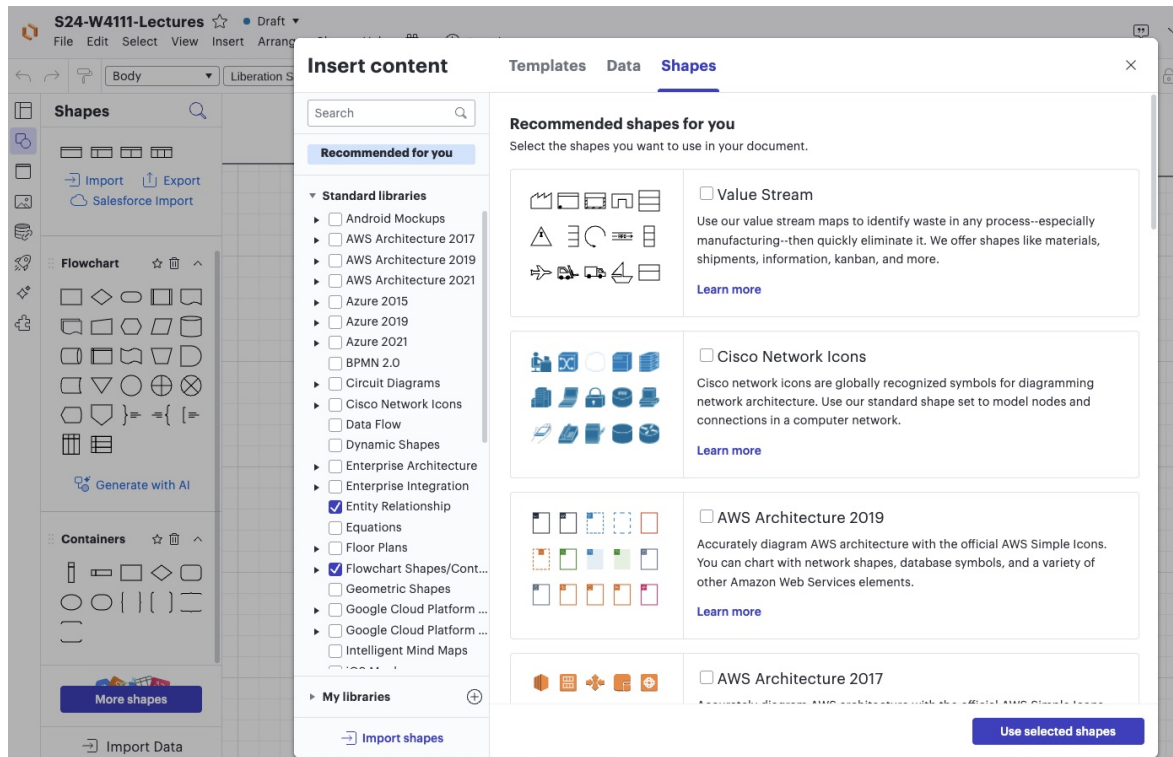 S24-W4111-Lectures Draft
File Edit Select View Insert Arrang
Body Liberation S
Shapes
Import Export
Salesforce Import
Flowchart
Generate with AI
Containers
More shapes
Import Data
Insert content
Templates Data Shapes
Search
Recommended for you
Standard libraries
Android Mockups
AWS Architecture 2017
AWS Architecture 2019
AWS Architecture 2021
Azure 2015
Azure 2019
Azure 2021
BPMN 2.0
Circuit Diagrams
Cisco Network Icons
Data Flow
Dynamic Shapes
Enterprise Architecture
Enterprise Integration
Entity Relationship
Equations
Floor Plans
Flowchart Shapes/Cont...
Geometric Shapes
Google Cloud Platform ...
Google Cloud Platform ...
Intelligent Mind Maps
My libraries
Import shapes
Recommended shapes for you
Select the shapes you want to use in your document.
Value Stream
Use our value stream maps to identify waste in any process--especially
manufacturing--then quickly eliminate it. We offer shapes like materials,
shipments, information, kanban, and more.
Learn more
Cisco Network Icons
Cisco network icons are globally recognized symbols for diagramming
network architecture. Use our standard shape set to model nodes and
connections in a computer network.
Learn more
AWS Architecture 2019
Accurately diagram AWS architecture with the official AWS Simple Icons.
You can chart with network shapes, database symbols, and a variety of
other Amazon Web Services elements.
Learn more
AWS Architecture 2017
Use selected shapes